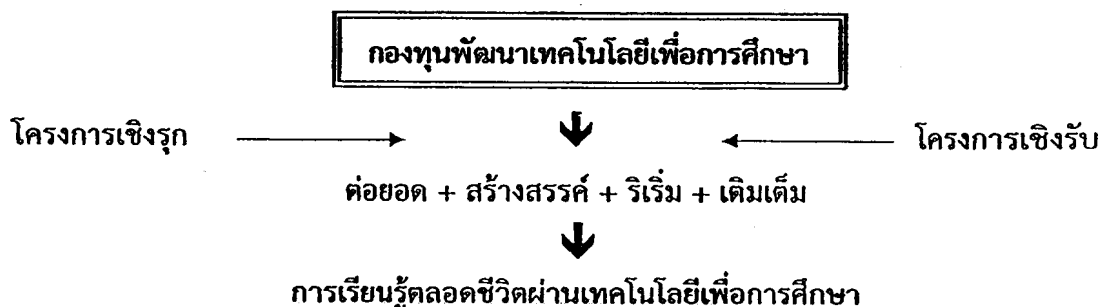 กองทุนพัฒนาเทคโนโลยีเพื่อการศึกษา
โครงการเชิงรุก โครงการเชิงรับ
ต่อยอด + สร้างสรรค์ + ริเริ่ม + เติมเต็ม
การเรียนรู้ตลอดชีวิตผ่านเทคโนโลยีเพื่อการศึกษา